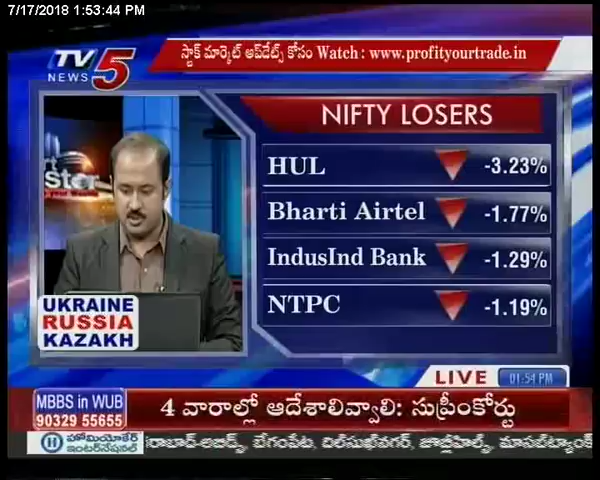 7/17/2018 1:53:44 PM
TV5
NEWS
స్టాక్ మార్కెట్ అప్‌డేట్స్ కోసం Watch : www.profityourtrade.in
NIFTY LOSERS
HUL -3.23%
Bharti Airtel -1.77%
IndusInd Bank -1.29%
NTPC -1.19%
UKRAINE
RUSSIA
KAZAKH
LIVE 01:54 PM
MBBS in WUB
90329 55655
4 వారాల్లో ఆదేశాలివ్వాలి: సుప్రీంకోర్టు
హోమియోకేర్
ఇంటర్నేషనల్
బేగంపేట, దిల్‌సుఖ్‌నగర్,